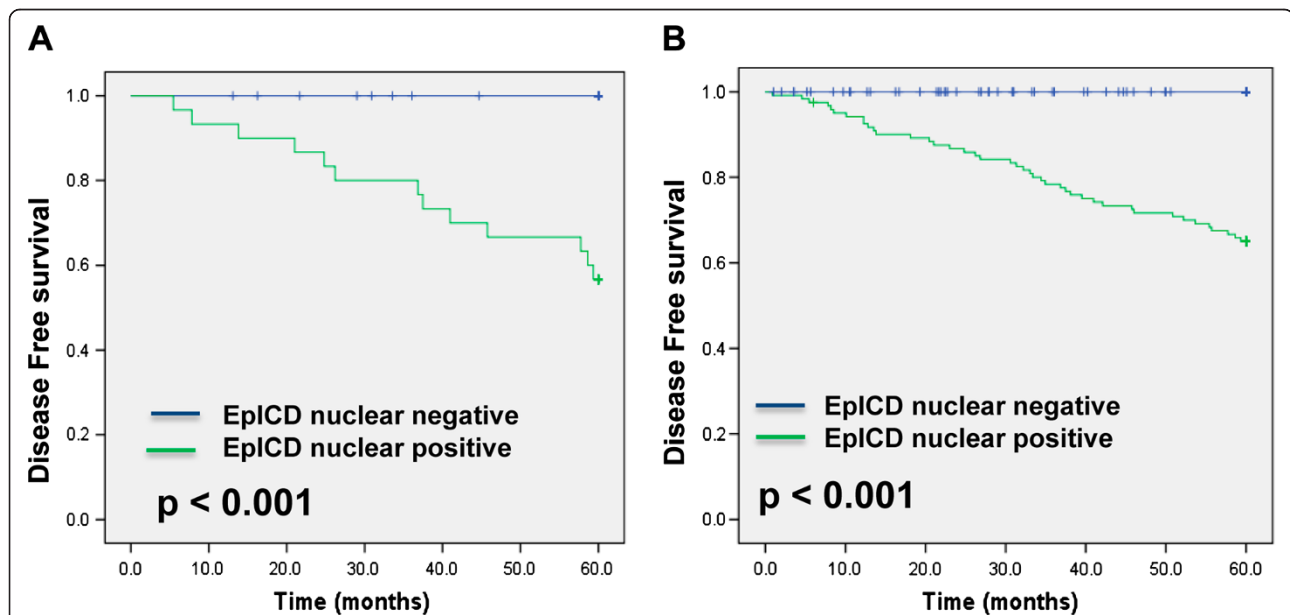 A
Disease Free survival
1.0
0.8
0.6
0.4
0.2
0.0
EpICD nuclear negative
EpICD nuclear positive
p < 0.001
0.0 10.0 20.0 30.0 40.0 50.0 60.0
Time (months)
B
Disease Free survival
1.0
0.8
0.6
0.4
0.2
0.0
EpICD nuclear negative
EpICD nuclear positive
p < 0.001
0.0 10.0 20.0 30.0 40.0 50.0 60.0
Time (months)